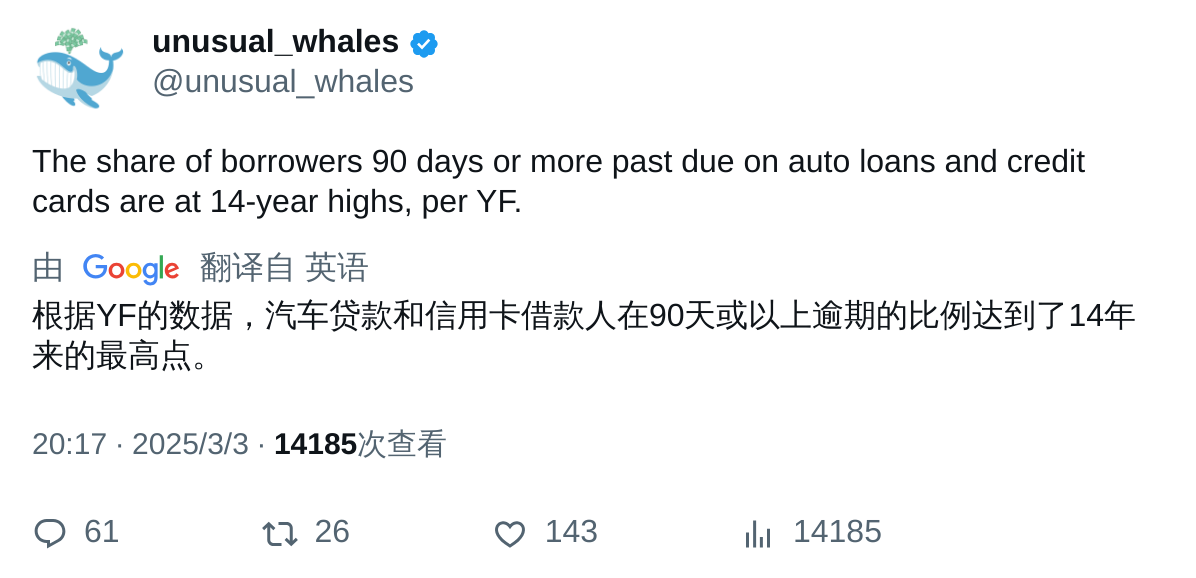 unusual_whales
@unusual_whales
The share of borrowers 90 days or more past due on auto loans and credit
cards are at 14-year highs, per YF.
由 Google 翻译自 英语
根据YF的数据，汽车贷款和信用卡借款人在90天或以上逾期的比例达到了14年
来的最高点。
20:17 · 2025/3/3 · 14185次查看
61 26 143 14185